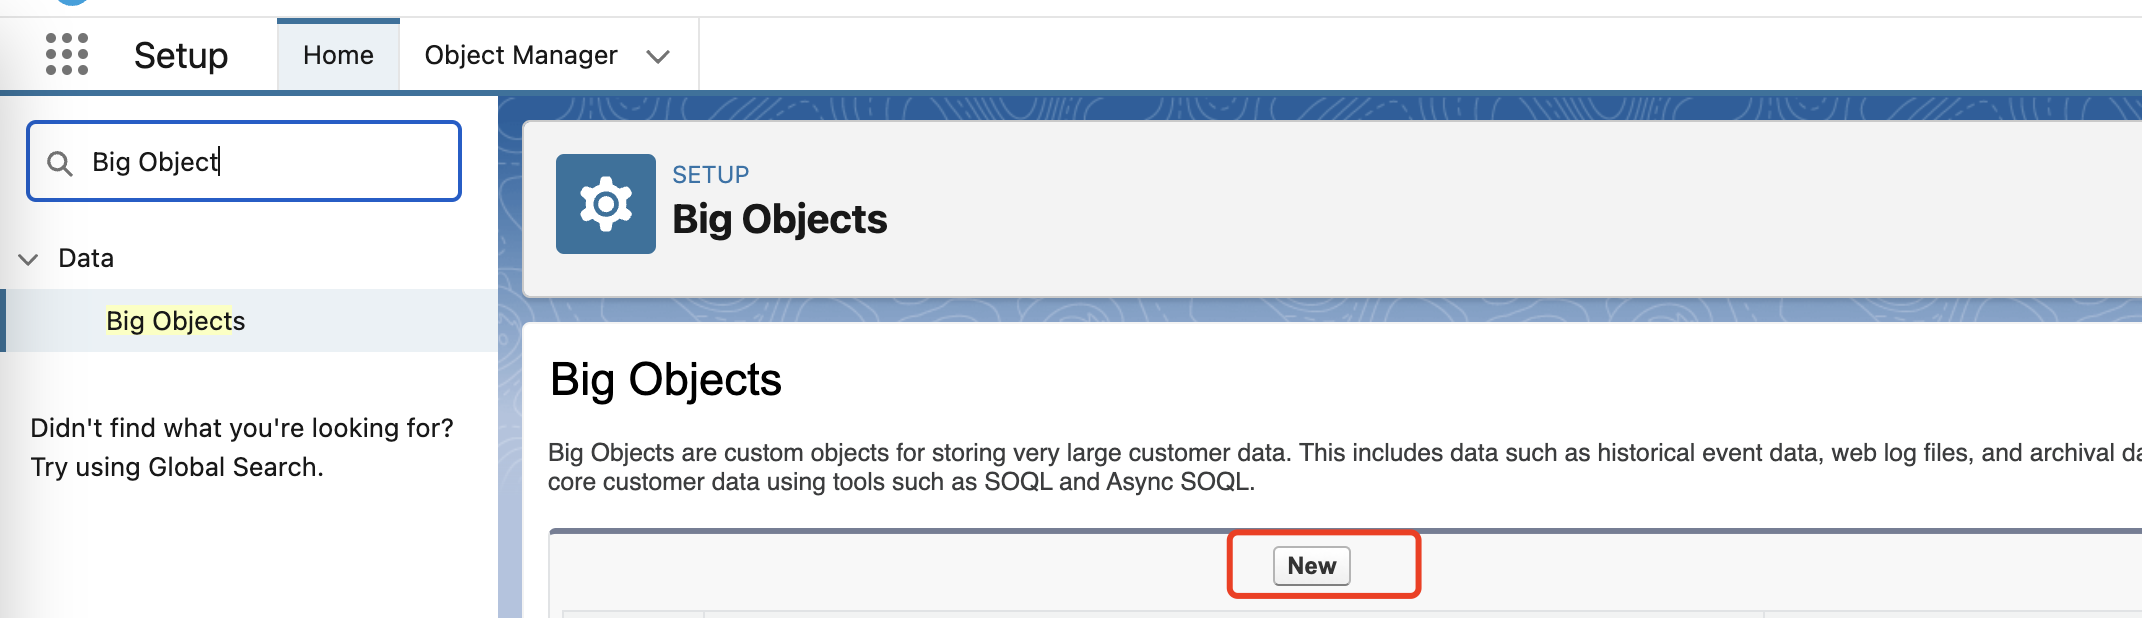 Setup
Home
Object Manager
Big Object
Data
Big Objects
Didn't find what you're looking for?
Try using Global Search.
SETUP
Big Objects
Big Objects
Big Objects are custom objects for storing very large customer data. This includes data such as historical event data, web log files, and archival
core customer data using tools such as SOQL and Async SOQL.
New